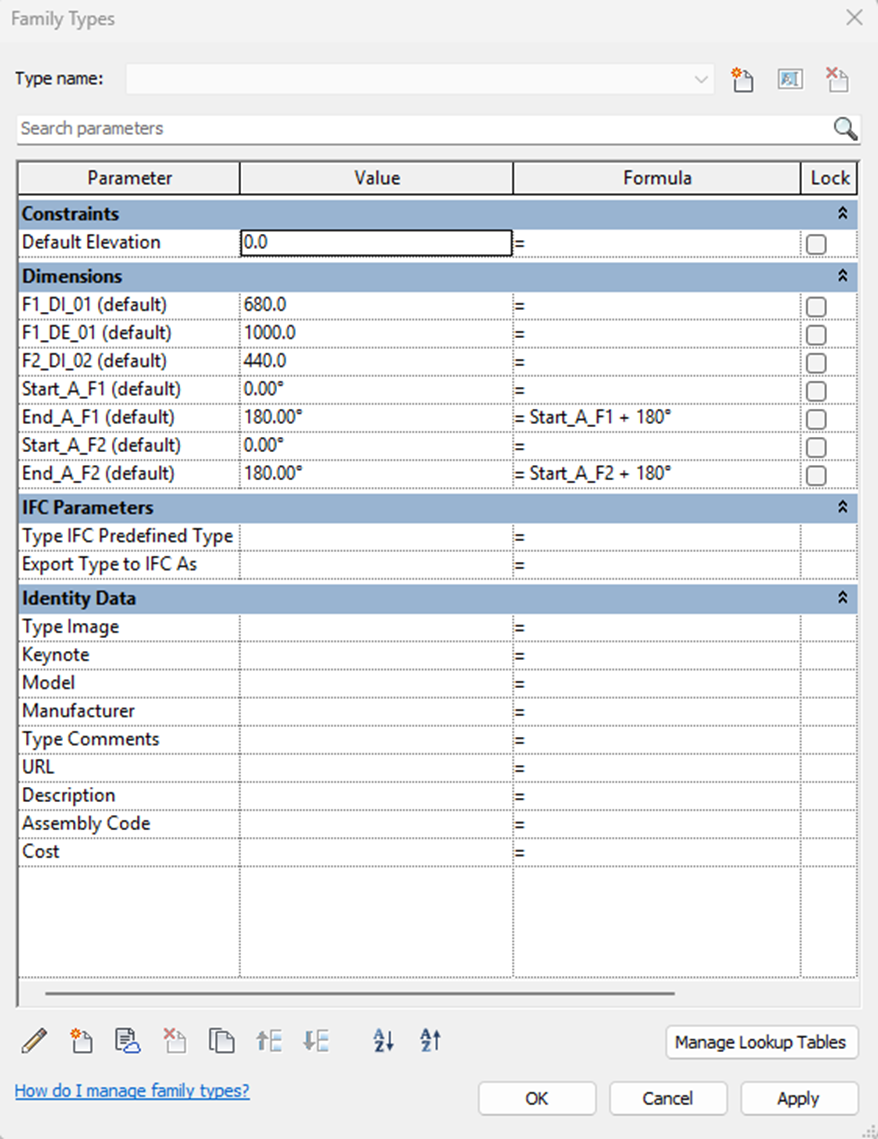 Family Types
Type name:
Search parameters
Parameter Value Formula Lock
Constraints
Default Elevation 0.0 =
Dimensions
F1_DI_01 (default) 680.0 =
F1_DE_01 (default) 1000.0 =
F2_DI_02 (default) 440.0 =
Start_A_F1 (default) 0.00° =
End_A_F1 (default) 180.00° = Start_A_F1 + 180°
Start_A_F2 (default) 0.00° =
End_A_F2 (default) 180.00° = Start_A_F2 + 180°
IFC Parameters
Type IFC Predefined Type =
Export Type to IFC As =
Identity Data
Type Image =
Keynote =
Model =
Manufacturer =
Type Comments =
URL =
Description =
Assembly Code =
Cost =
Manage Lookup Tables
How do I manage family types?
OK Cancel Apply